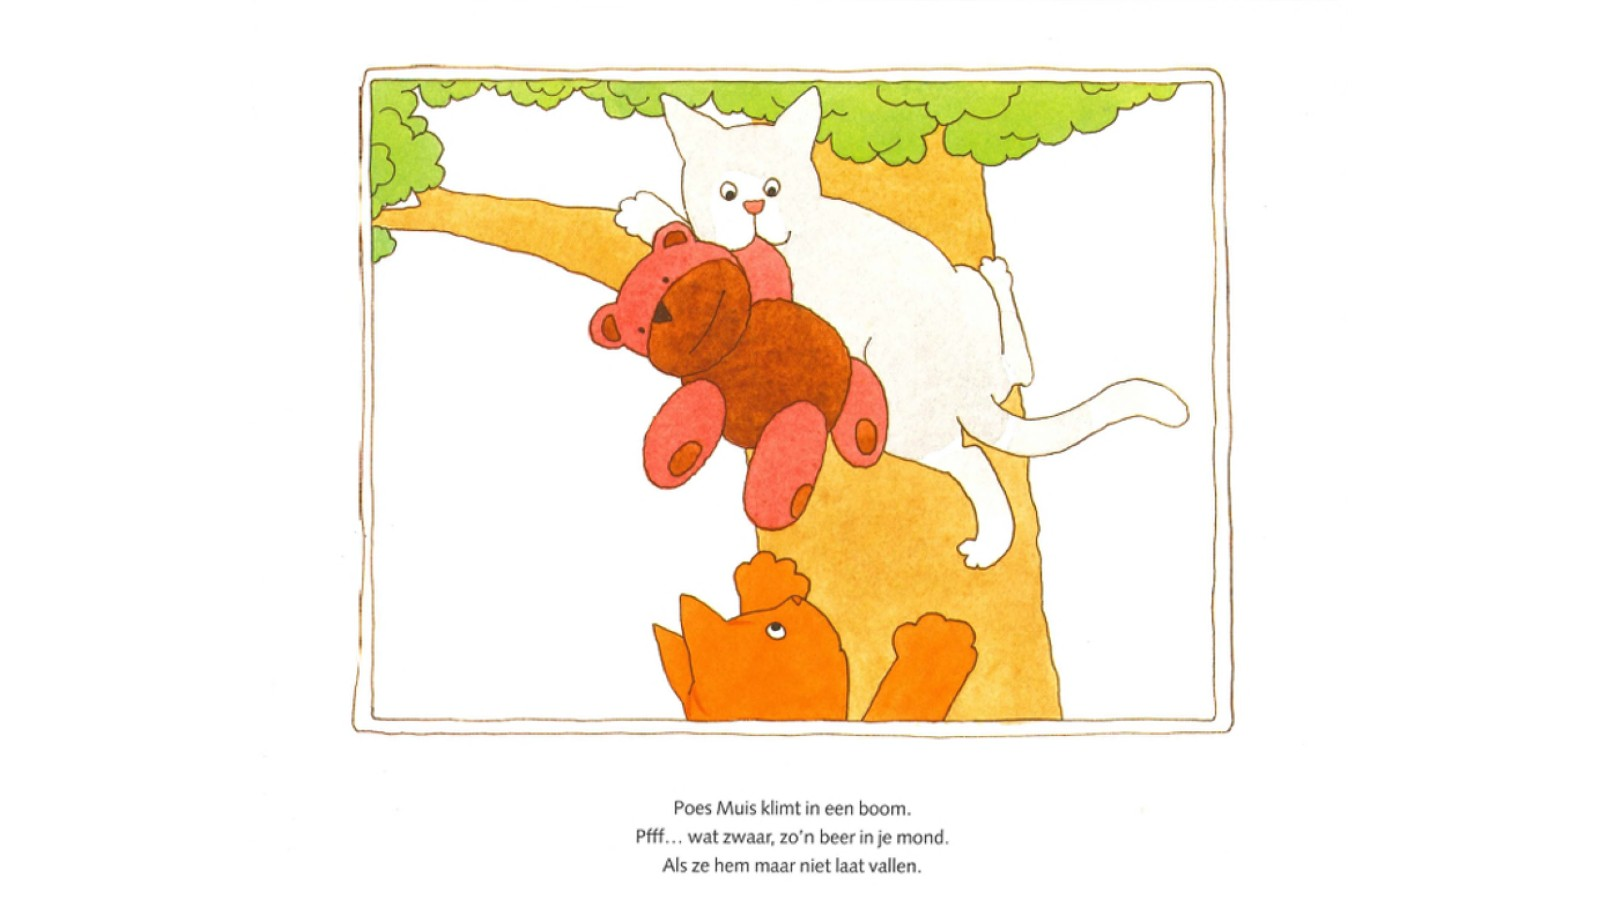 Poes Muis klimt in een boom.
Pfff... wat zwaar, zo'n beer in je mond.
Als ze hem maar niet laat vallen.